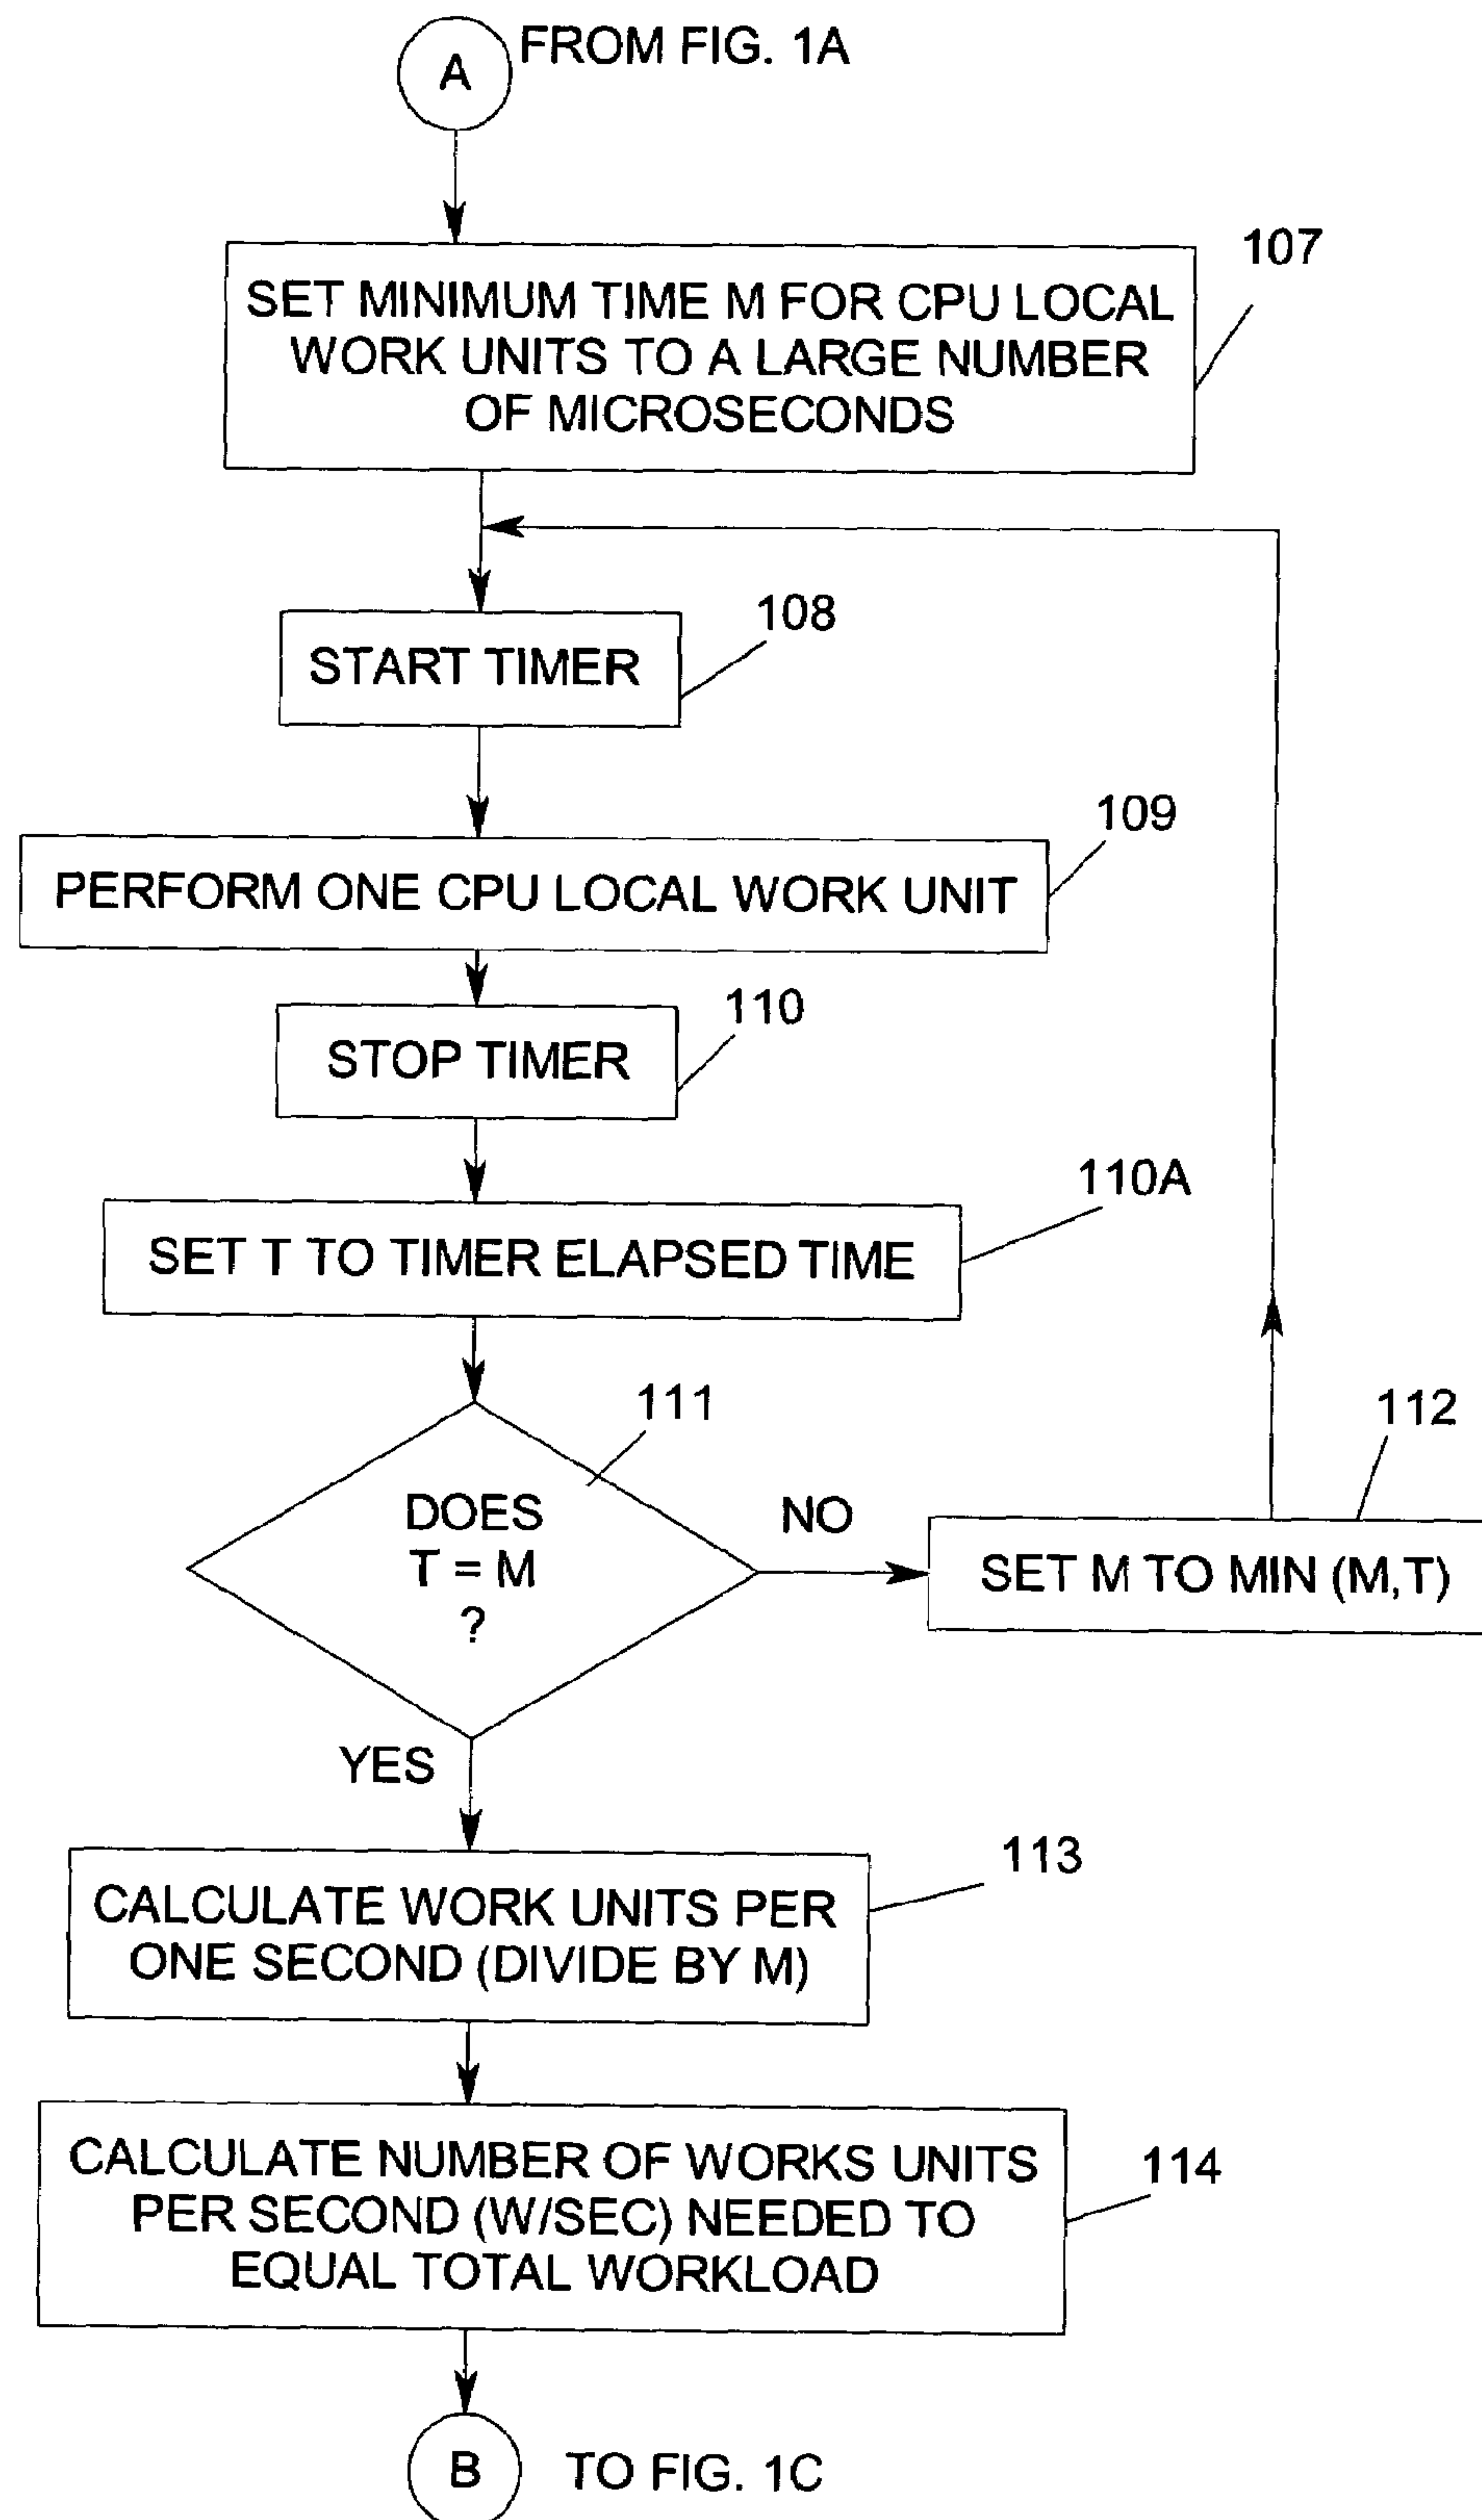 A
FROM FIG. 1A
107
SET MINIMUM TIME M FOR CPU LOCAL
WORK UNITS TO A LARGE NUMBER
OF MICROSECONDS
108
START TIMER
109
PERFORM ONE CPU LOCAL WORK UNIT
110
STOP TIMER
110A
SET T TO TIMER ELAPSED TIME
111
DOES
T = M
?
NO
112
SET M TO MIN (M,T)
YES
113
CALCULATE WORK UNITS PER
ONE SECOND (DIVIDE BY M)
114
CALCULATE NUMBER OF WORKS UNITS
PER SECOND (W/SEC) NEEDED TO
EQUAL TOTAL WORKLOAD
B
TO FIG. 1C